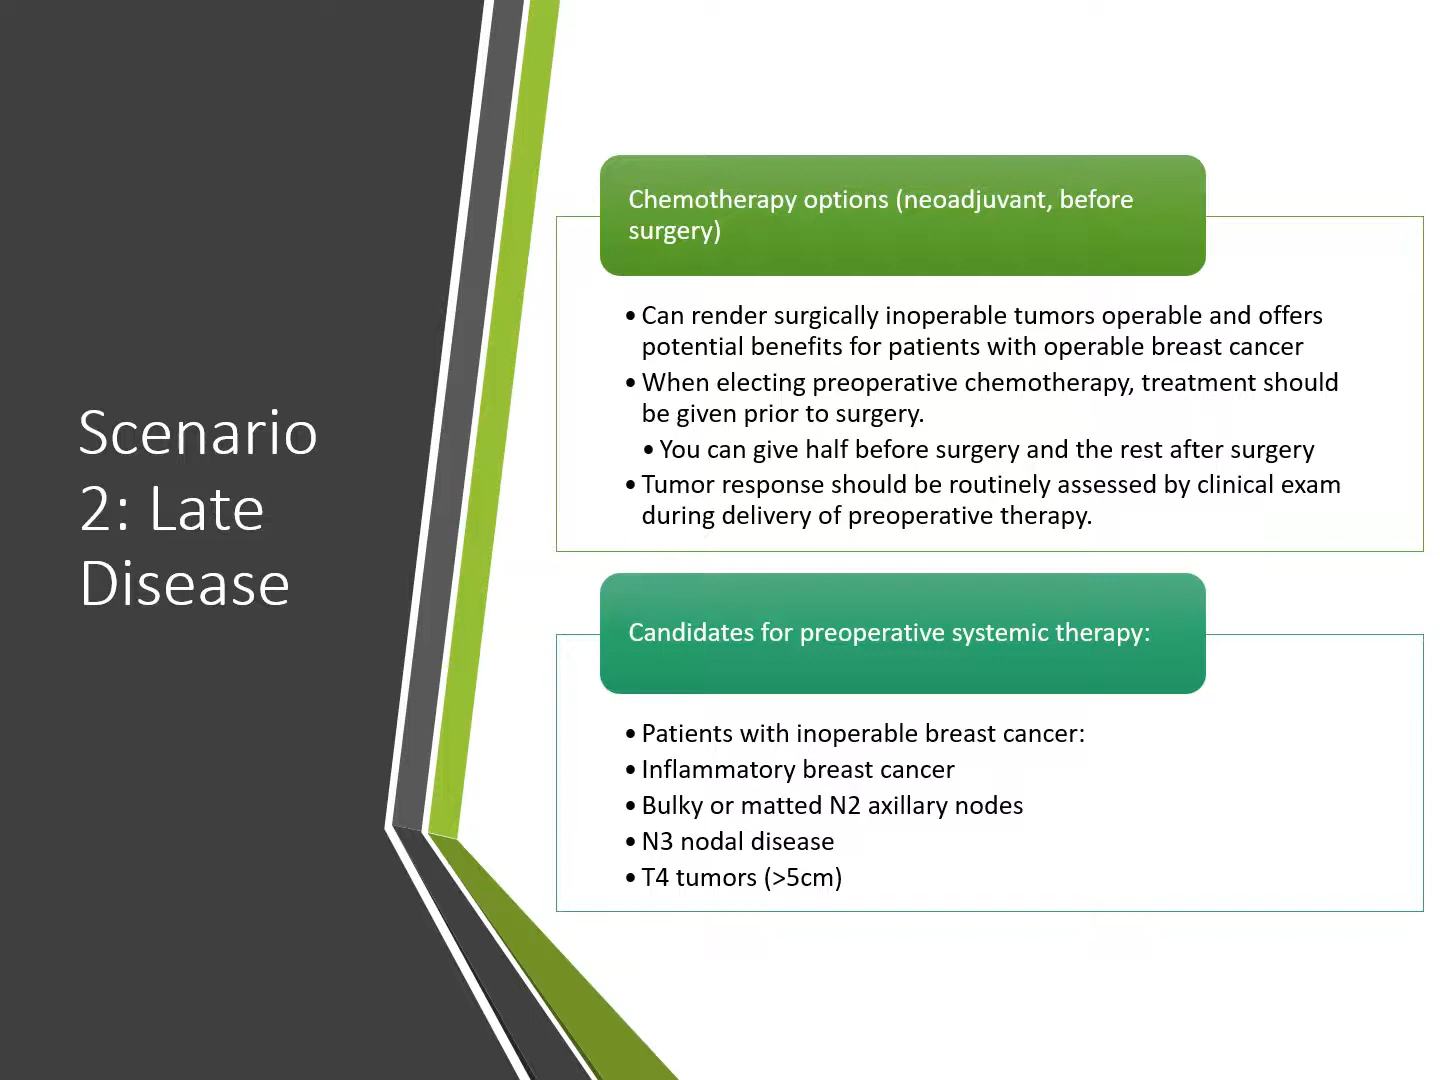 Scenario
2: Late
Disease
Chemotherapy options (neoadjuvant, before
surgery)
• Can render surgically inoperable tumors operable and offers
potential benefits for patients with operable breast cancer
• When electing preoperative chemotherapy, treatment should
be given prior to surgery.
• You can give half before surgery and the rest after surgery
• Tumor response should be routinely assessed by clinical exam
during delivery of preoperative therapy.
Candidates for preoperative systemic therapy:
• Patients with inoperable breast cancer:
• Inflammatory breast cancer
• Bulky or matted N2 axillary nodes
• N3 nodal disease
• T4 tumors (>5cm)